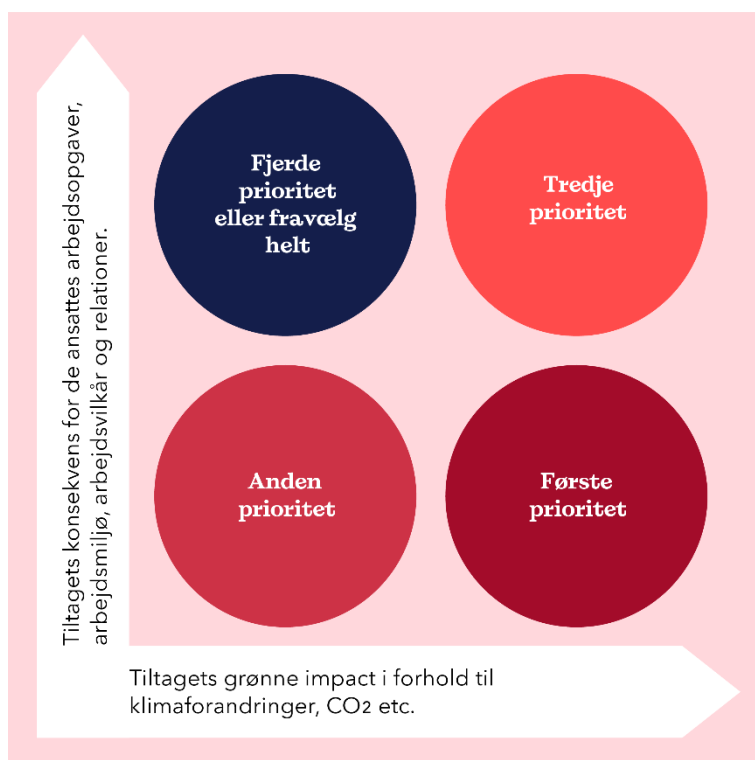 Tiltagets konsekvens for de ansattes arbejdsopgaver,
arbejdsmiljø, arbejdsvilkår og relationer.
Fjerde
prioritet
eller fravælg
helt
Tredje
prioritet
Anden
prioritet
Første
prioritet
Tiltagets grønne impact i forhold til
klimaforandringer, CO2 etc.